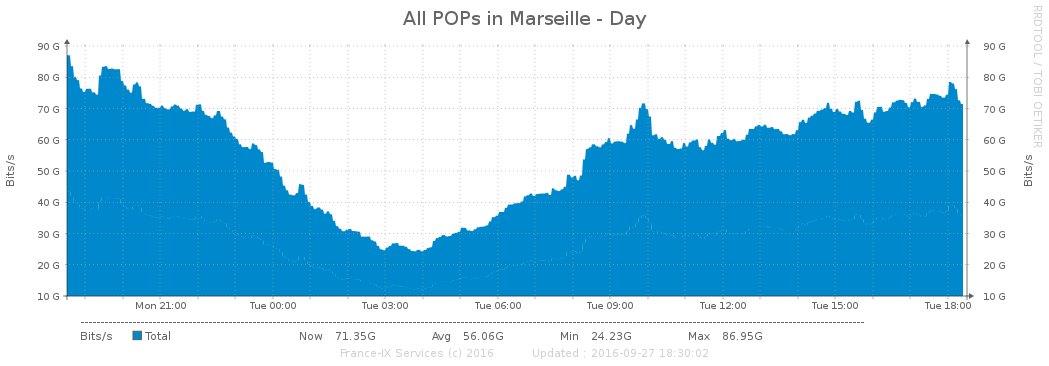 All POPs in Marseille - Day
RRDTOOL / TOBI OETIKER
90 G 90 G
80 G 80 G
70 G 70 G
60 G 60 G
50 G 50 G
40 G 40 G
30 G 30 G
20 G 20 G
10 G 10 G
Bits/s
Bits/s
Mon 21:00 Tue 00:00 Tue 03:00 Tue 06:00 Tue 09:00 Tue 12:00 Tue 15:00 Tue 18:00
Bits/s Total Now 71.35G Avg 56.06G Min 24.23G Max 86.95G
France-IX Services (c) 2016 Updated : 2016-09-27 18:30:02